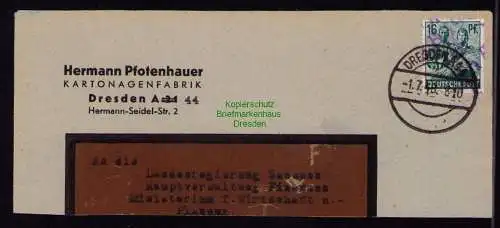 16 PF.
Hermann Pfotenhauer
KARTONAGENFABRIK
Dresden A 21 44
Hermann-Seidel-Str. 2
DRESDEN
DEUTSCHE POST
Kopierschutz
Briefmarkenhaus
Dresden
An die
Landesregierung Sachsen
Hauptverwaltung Finanzen
Ministerium f. Wirtschaft u.-